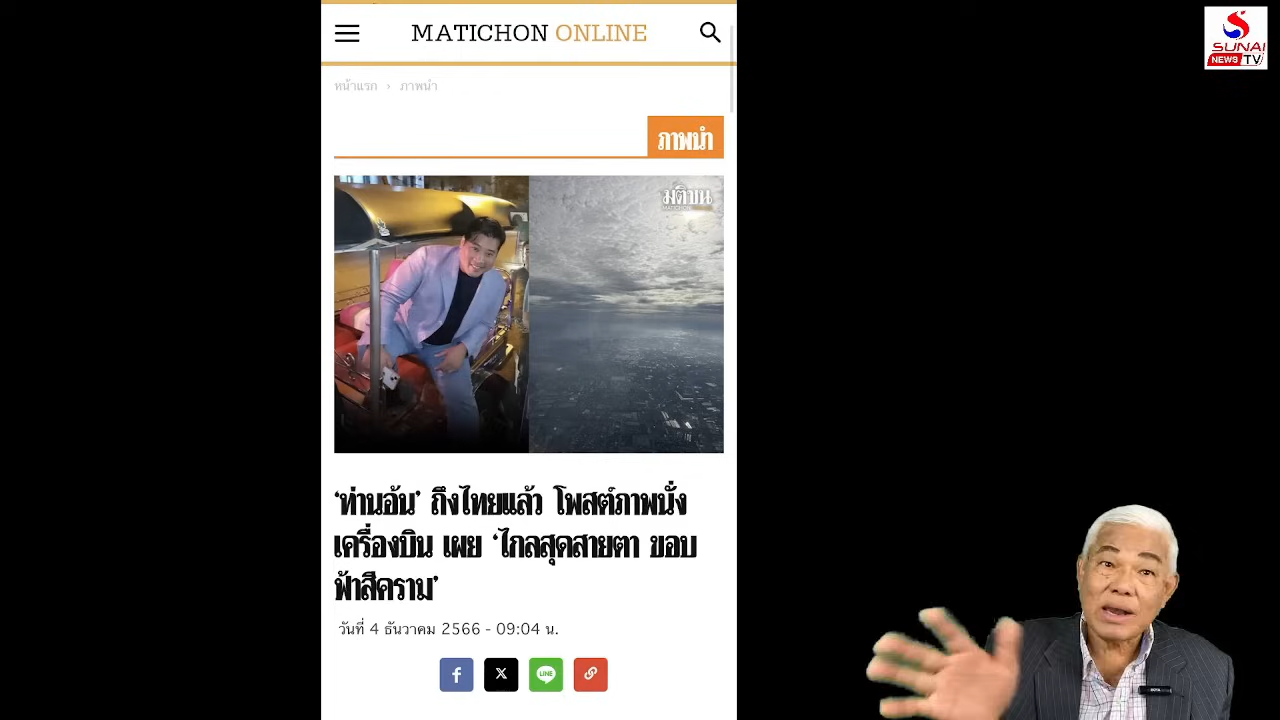 MATICHON ONLINE
SUNAI
NEWS TV
หน้าแรก › ภาพนำ
ภาพนำ
มติชน
‘ท่านอ้น’ ถึงไทยแล้ว โพสต์ภาพนั่ง
เครื่องบิน เผย ‘ไกลสุดสายตา ขอบ
ฟ้าสีคราม’
วันที่ 4 ธันวาคม 2566 - 09:04 น.
f X LINE